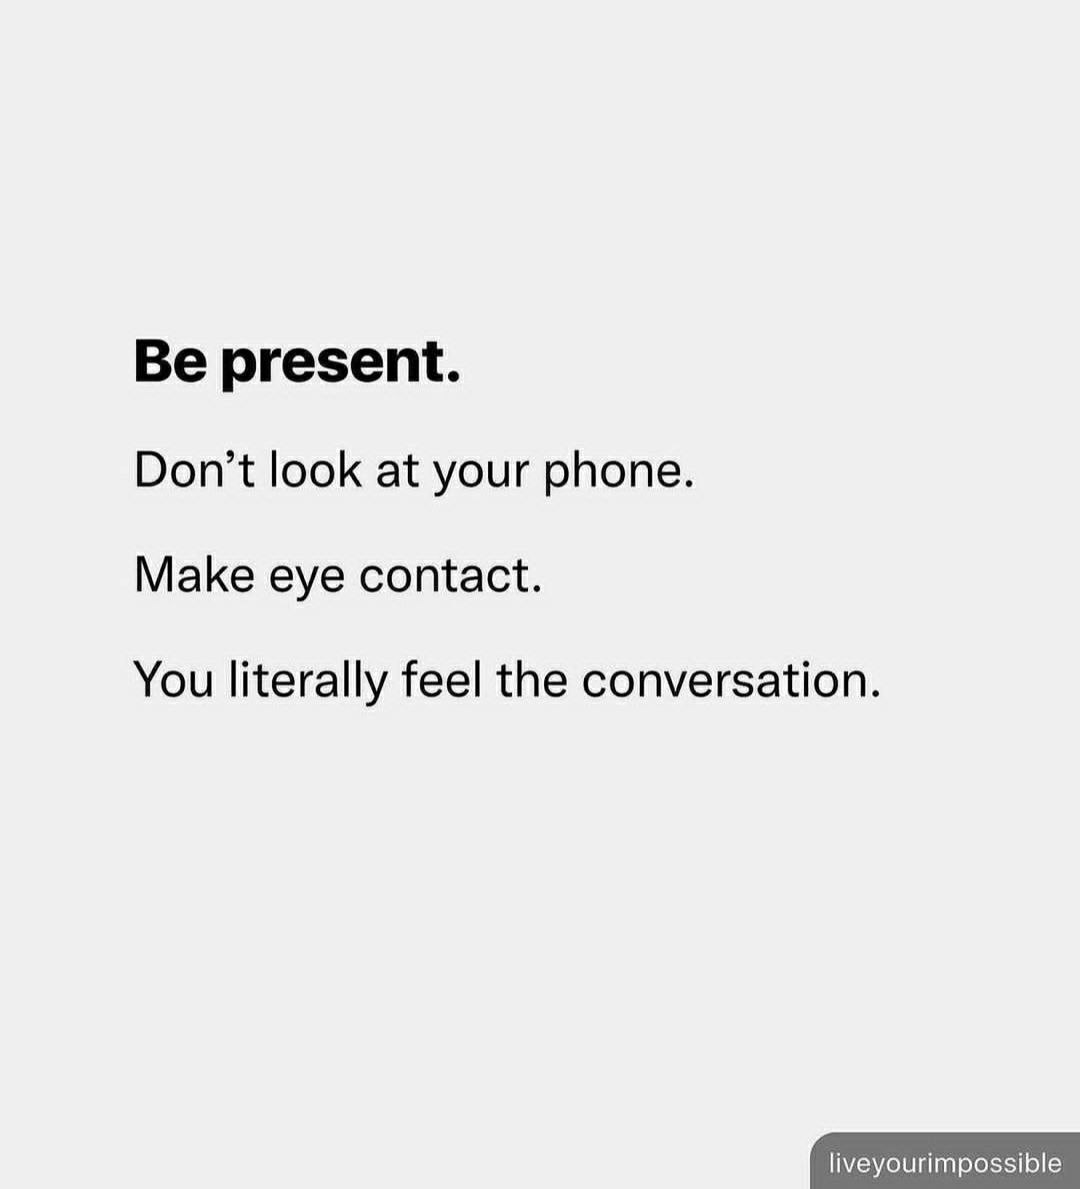 Be present.
Don’t look at your phone.
Make eye contact.
You literally feel the conversation.
liveyourimpossible